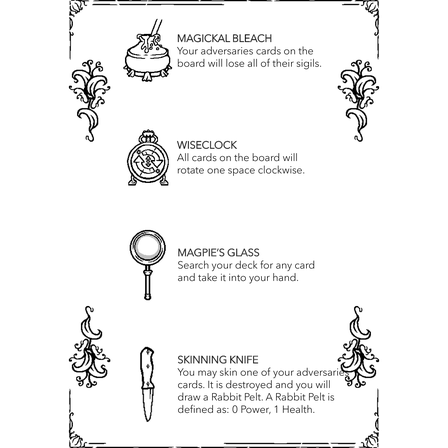 MAGICKAL BLEACH
Your adversaries cards on the
board will lose all of their sigils.
WISECLOCK
All cards on the board will
rotate one space clockwise.
MAGPIE'S GLASS
Search your deck for any card
and take it into your hand.
SKINNING KNIFE
You may skin one of your adversaries
cards. It is destroyed and you will
draw a Rabbit Pelt. A Rabbit Pelt is
defined as: 0 Power, 1 Health.